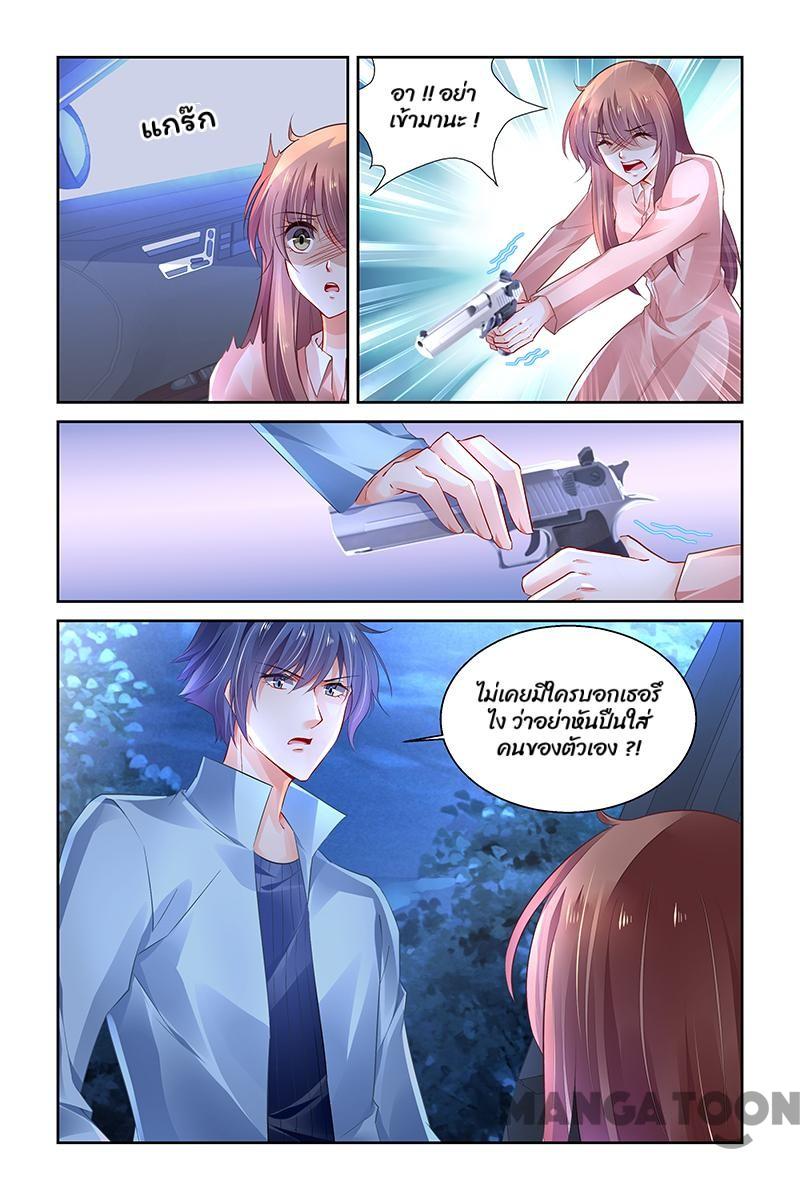 แกร๊ก
อา !! อย่า
เข้ามานะ !
ไม่เคยมีใครบอกเธอรึ
ไง ว่าอย่าหันปืนใส่
คนของตัวเอง ?!
MANGA TOON